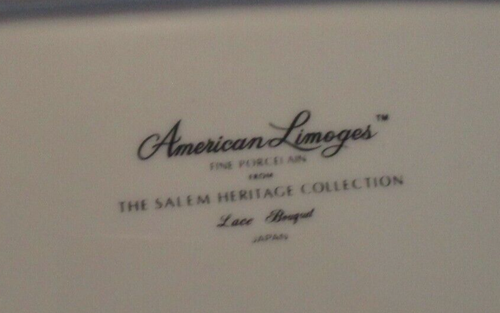 American Limoges™
FINE PORCELAIN
FROM
THE SALEM HERITAGE COLLECTION
Lace Bouquet
JAPAN